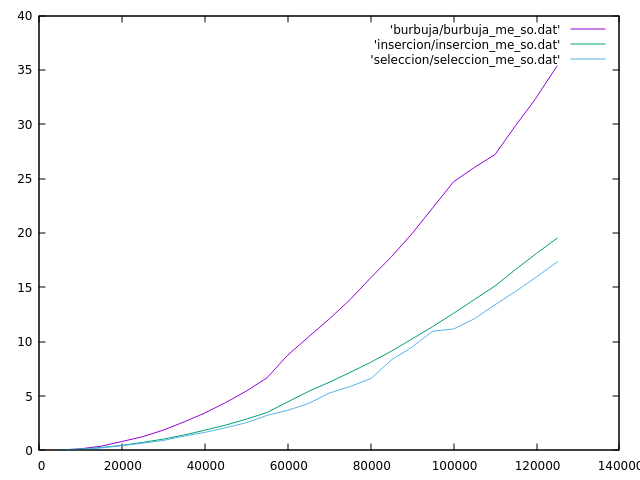 40
35
30
25
20
15
10
5
0
'burbuja/burbuja_me_so.dat'
'insercion/insercion_me_so.dat'
'seleccion/seleccion_me_so.dat'
0 20000 40000 60000 80000 100000 120000 140000